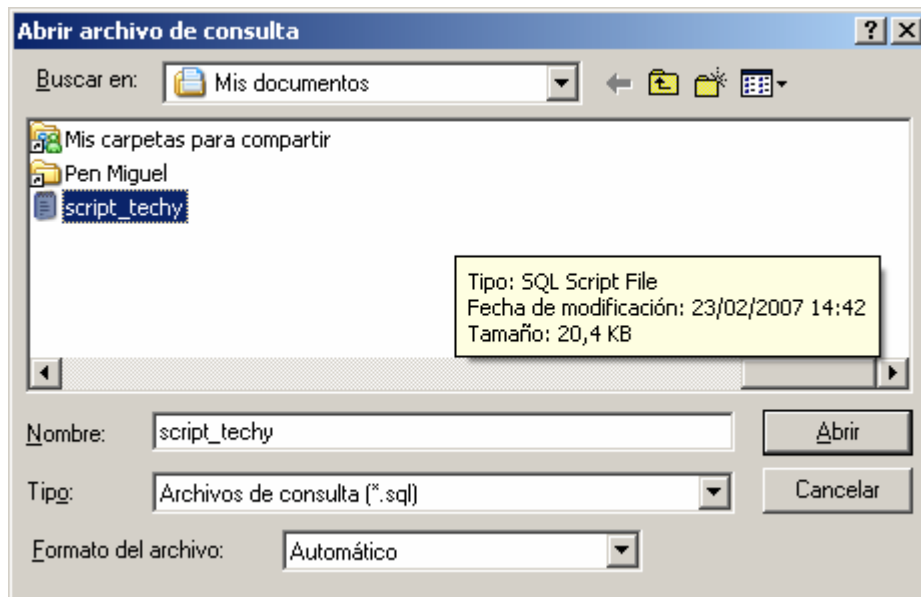 Abrir archivo de consulta
Buscar en: Mis documentos
Mis carpetas para compartir
Pen Miguel
script_techy
Tipo: SQL Script File
Fecha de modificación: 23/02/2007 14:42
Tamaño: 20,4 KB
Nombre: script_techy Abrir
Tipo: Archivos de consulta (*.sql) Cancelar
Formato del archivo: Automático